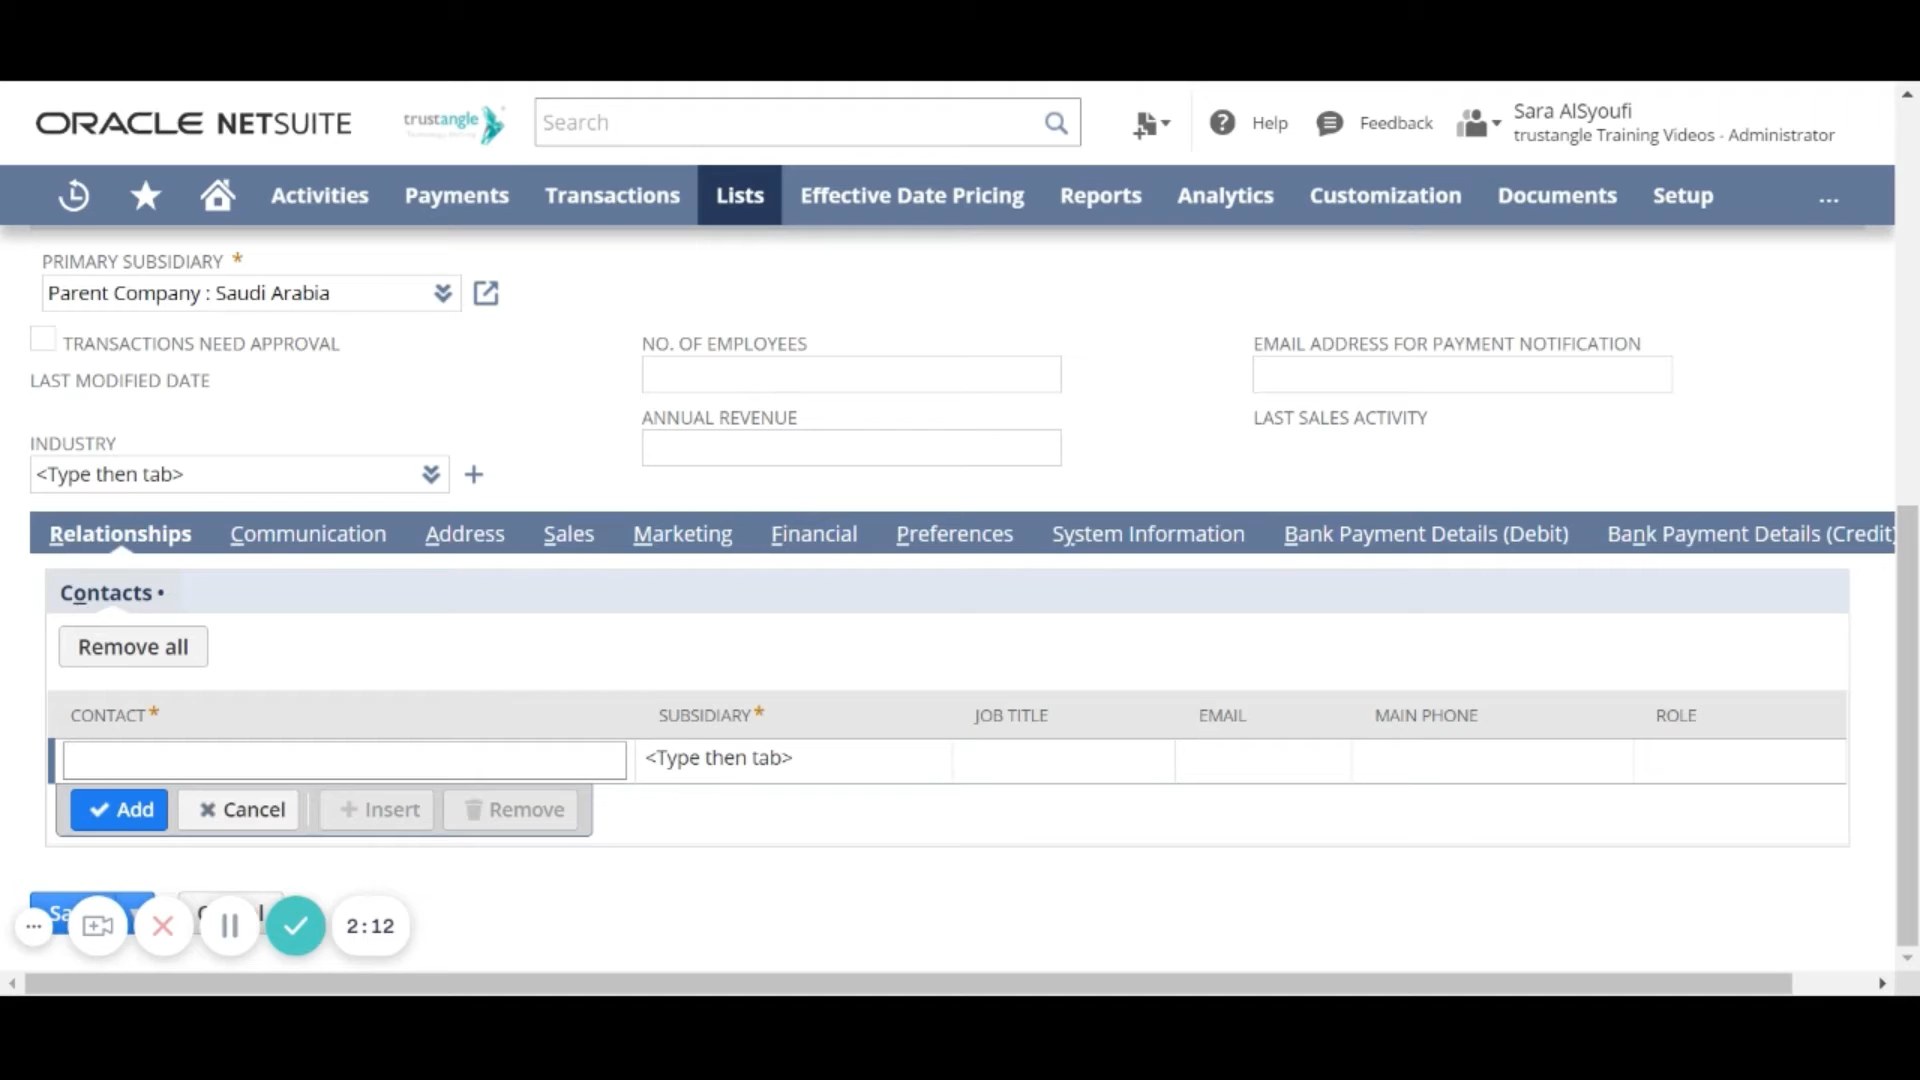 ORACLE NETSUITE
trustangle
Search
Help
Feedback
Sara AlSyoufi
trustangle Training Videos - Administrator
Activities
Payments
Transactions
Lists
Effective Date Pricing
Reports
Analytics
Customization
Documents
Setup
...
PRIMARY SUBSIDIARY *
Parent Company : Saudi Arabia
TRANSACTIONS NEED APPROVAL
NO. OF EMPLOYEES
EMAIL ADDRESS FOR PAYMENT NOTIFICATION
LAST MODIFIED DATE
ANNUAL REVENUE
LAST SALES ACTIVITY
INDUSTRY
<Type then tab>
Relationships
Communication
Address
Sales
Marketing
Financial
Preferences
System Information
Bank Payment Details (Debit)
Bank Payment Details (Credit)
Contacts •
Remove all
CONTACT *
SUBSIDIARY *
JOB TITLE
EMAIL
MAIN PHONE
ROLE
<Type then tab>
Add
Cancel
Insert
Remove
2:12